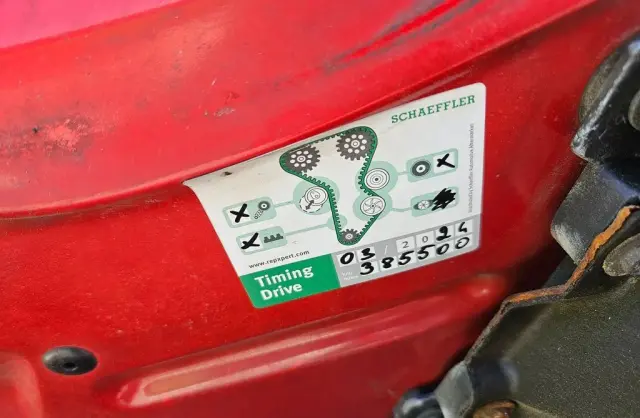 SCHAEFFLER
www.repxpert.com
Timing
Drive
03/2024
385500